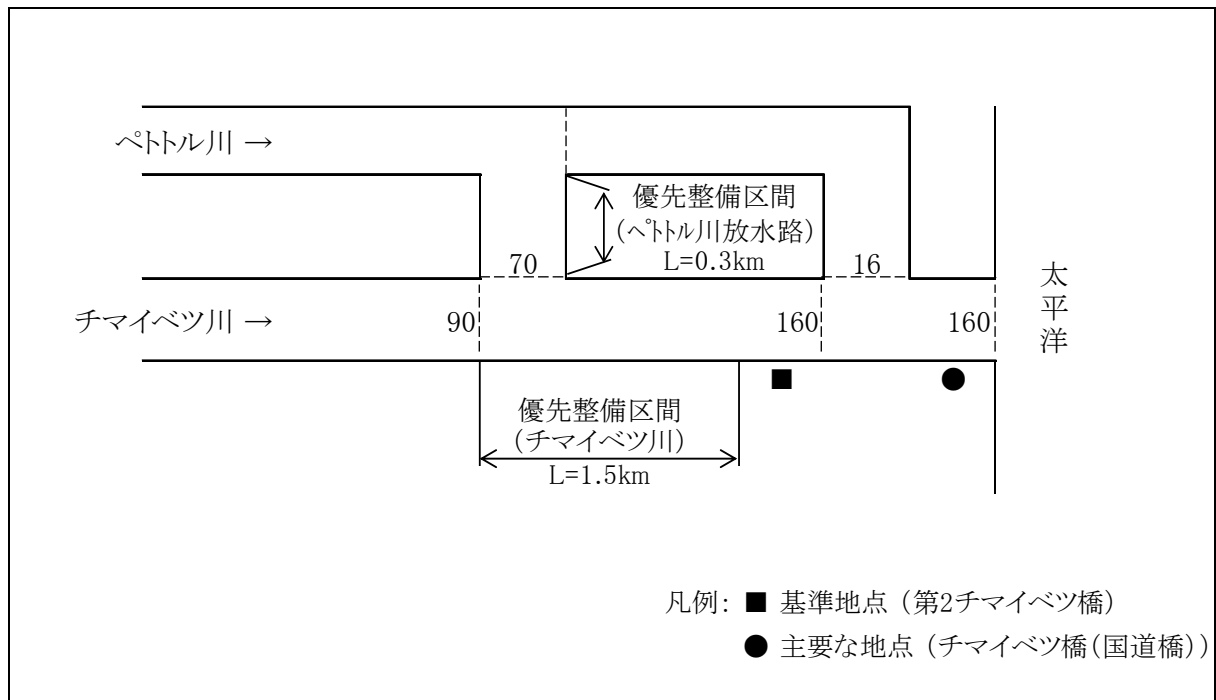 ペトトル川 →
優先整備区間
(ペトトル川放水路)
L=0.3km
70
16
チマイベツ川 →
90
160
160
太平洋
優先整備区間
(チマイベツ川)
L=1.5km
凡例: ■ 基準地点 (第2チマイベツ橋)
● 主要な地点 (チマイベツ橋(国道橋))